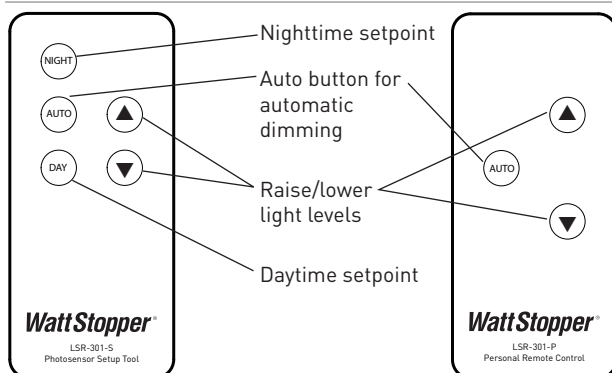 NIGHT
AUTO
DAY
WattStopper®
LSR-301-S
Photosensor Setup Tool
Nighttime setpoint
Auto button for
automatic
dimming
Raise/lower
light levels
Daytime setpoint
AUTO
WattStopper®
LSR-301-P
Personal Remote Control